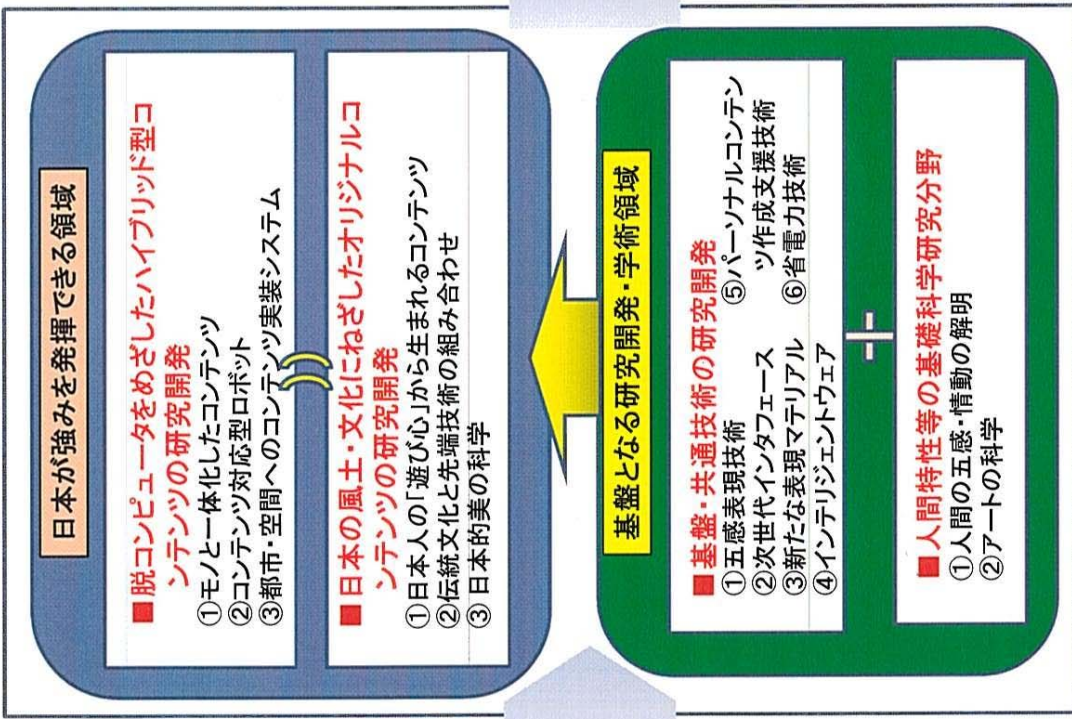 日本が強みを発揮できる領域
■脱コンピュータをめざしたハイブリッド型コ
ンテンツの研究開発
①モノと一体化したコンテンツ
②コンテンツ対応型ロボット
③都市・空間へのコンテンツ実装システム
■日本の風土・文化にねざしたオリジナルコ
ンテンツの研究開発
①日本人の「遊び心」から生まれるコンテンツ
②伝統文化と先端技術の組み合わせ
③日本的美の科学
基盤となる研究開発・学術領域
■基盤・共通技術の研究開発
①五感表現技術
②次世代インタフェース
③新たな表現マテリアル
④インテリジェントウェア
⑤パーソナルコンテン
ツ作成支援技術
⑥省電力技術
■人間特性等の基礎科学研究分野
①人間の五感・情動の解明
②アートの科学